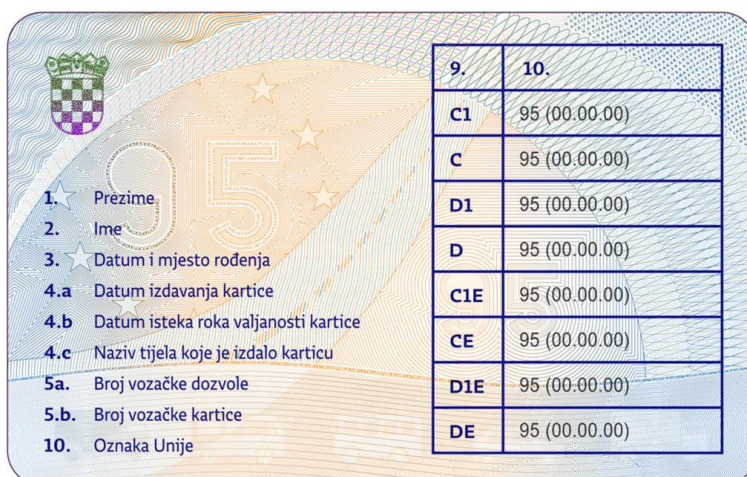 95
1. Prezime
2. Ime
3. Datum i mjesto rođenja
4.a Datum izdavanja kartice
4.b Datum isteka roka valjanosti kartice
4.c Naziv tijela koje je izdalo karticu
5a. Broj vozačke dozvole
5.b. Broj vozačke kartice
10. Oznaka Unije
9. 10.
C1 95 (00.00.00)
C 95 (00.00.00)
D1 95 (00.00.00)
D 95 (00.00.00)
C1E 95 (00.00.00)
CE 95 (00.00.00)
D1E 95 (00.00.00)
DE 95 (00.00.00)
95